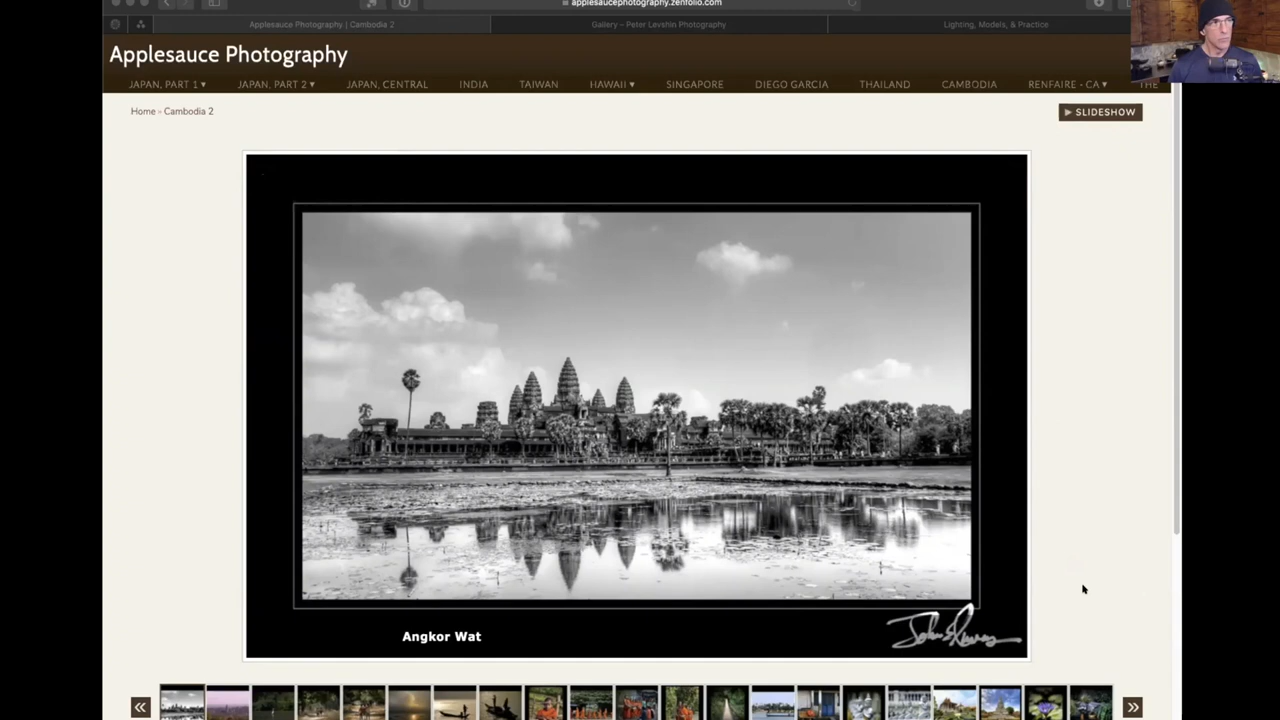 applesaucephotography.zenfolio.com
Applesauce Photography | Cambodia 2
Gallery – Peter Levshin Photography
Lighting, Models, & Practice
Applesauce Photography
JAPAN, PART 1 ▾
JAPAN, PART 2 ▾
JAPAN, CENTRAL
INDIA
TAIWAN
HAWAII ▾
SINGAPORE
DIEGO GARCIA
THAILAND
CAMBODIA
RENFAIRE - CA ▾
THE
Home » Cambodia 2
▶ SLIDESHOW
Angkor Wat